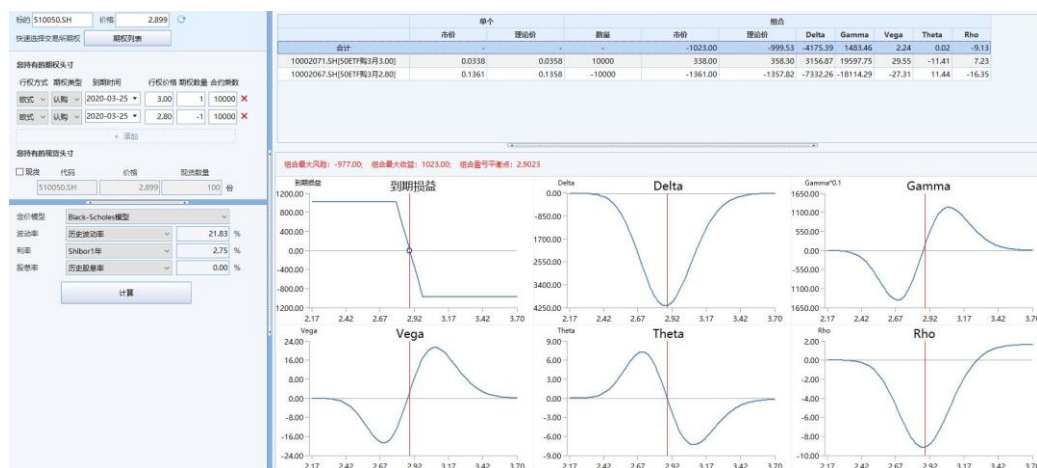 标的 510050.SH 价格 2.899
快速选择交易所期权 期权列表
您持有的期权头寸
行权方式 期权类型 到期时间 行权价格 期权数量 合约乘数
欧式 认购 2020-03-25 3.00 1 10000
欧式 认购 2020-03-25 2.80 -1 10000
+ 添加
您持有的现货头寸
现货 代码 价格 现货数量
510050.SH 2.899 100 份
定价模型 Black-Scholes模型
波动率 历史波动率 21.83 %
利率 Shibor1年 2.75 %
股息率 历史股息率 0.00 %
计算
单个 组合
市价 理论价 数量 市价 理论价 Delta Gamma Vega Theta Rho
合计 - - - -1023.00 -999.53 -4175.39 1483.46 2.24 0.02 -9.13
10002071.SH[50ETF购3月3.00] 0.0338 0.0358 10000 338.00 358.30 3156.87 19597.75 29.55 -11.41 7.23
10002067.SH[50ETF购3月2.80] 0.1361 0.1358 -10000 -1361.00 -1357.82 -7332.26 -18114.29 -27.31 11.44 -16.35
组合最大风险: -977.00; 组合最大收益: 1023.00; 组合盈亏平衡点: 2.9023
到期损益
到期损益
1200.00
800.00
400.00
0.00
-400.00
-800.00
1200.00
2.17 2.42 2.67 2.92 3.17 3.42 3.70
Delta
Delta
0.00
-850.00
1700.00
2550.00
3400.00
4250.00
2.17 2.42 2.67 2.92 3.17 3.42 3.70
Gamma*0.1
Gamma
1650.00
1100.00
550.00
0.00
-550.00
1100.00
1650.00
2.17 2.42 2.67 2.92 3.17 3.42 3.70
Vega
Vega
24.00
16.00
8.00
0.00
-8.00
-16.00
-24.00
2.17 2.42 2.67 2.92 3.17 3.42 3.70
Theta
Theta
9.00
6.00
3.00
0.00
-3.00
-6.00
-9.00
2.17 2.42 2.67 2.92 3.17 3.42 3.70
Rho
Rho
2.00
0.00
-2.00
-4.00
-6.00
-8.00
-10.00
2.17 2.42 2.67 2.92 3.17 3.42 3.70